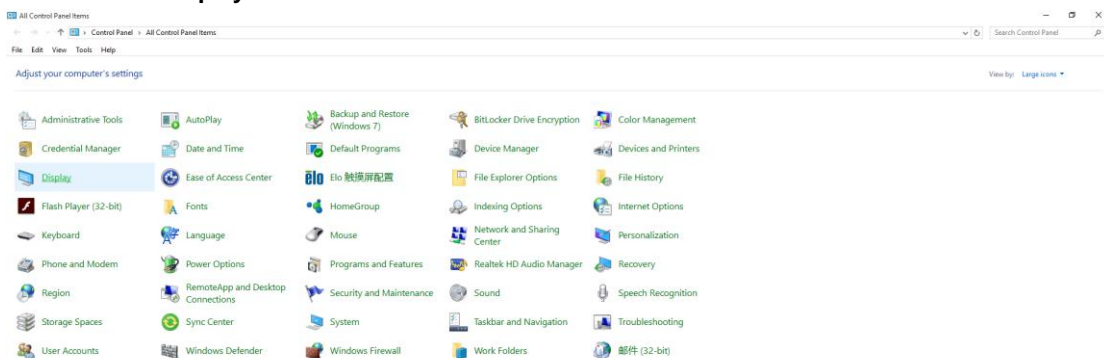 All Control Panel Items
Control Panel > All Control Panel Items
Search Control Panel
File Edit View Tools Help
Adjust your computer's settings
View by: Large icons
Administrative Tools
AutoPlay
Backup and Restore
(Windows 7)
BitLocker Drive Encryption
Color Management
Credential Manager
Date and Time
Default Programs
Device Manager
Devices and Printers
Display
Ease of Access Center
elo
Elo 触摸屏配置
File Explorer Options
File History
Flash Player (32-bit)
Fonts
HomeGroup
Indexing Options
Internet Options
Keyboard
Language
Mouse
Network and Sharing
Center
Personalization
Phone and Modem
Power Options
Programs and Features
Realtek HD Audio Manager
Recovery
Region
RemoteApp and Desktop
Connections
Security and Maintenance
Sound
Speech Recognition
Storage Spaces
Sync Center
System
Taskbar and Navigation
Troubleshooting
User Accounts
Windows Defender
Windows Firewall
Work Folders
邮件 (32-bit)